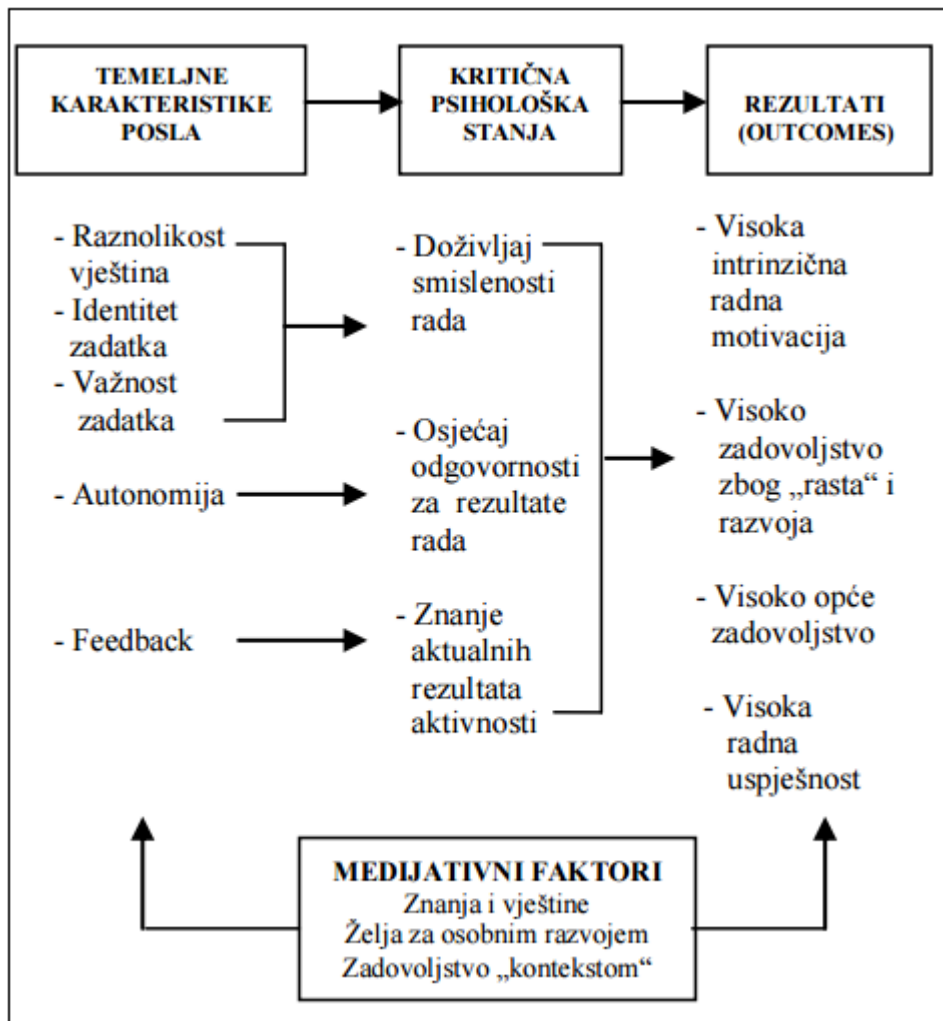 TEMELJNE
KARAKTERISTIKE
POSLA
KRITIČNA
PSIHOLOŠKA
STANJA
REZULTATI
(OUTCOMES)
- Raznolikost
vještina
- Identitet
zadatka
- Važnost
zadatka
- Autonomija
- Feedback
- Doživljaj
smislenosti
rada
- Osjećaj
odgovornosti
za rezultate
rada
- Znanje
aktualnih
rezultata
aktivnosti
- Visoka
intrinzična
radna
motivacija
- Visoko
zadovoljstvo
zbog „rasta“ i
razvoja
- Visoko opće
zadovoljstvo
- Visoka
radna
uspješnost
MEDIJATIVNI FAKTORI
Znanja i vještine
Želja za osobnim razvojem
Zadovoljstvo „kontekstom“